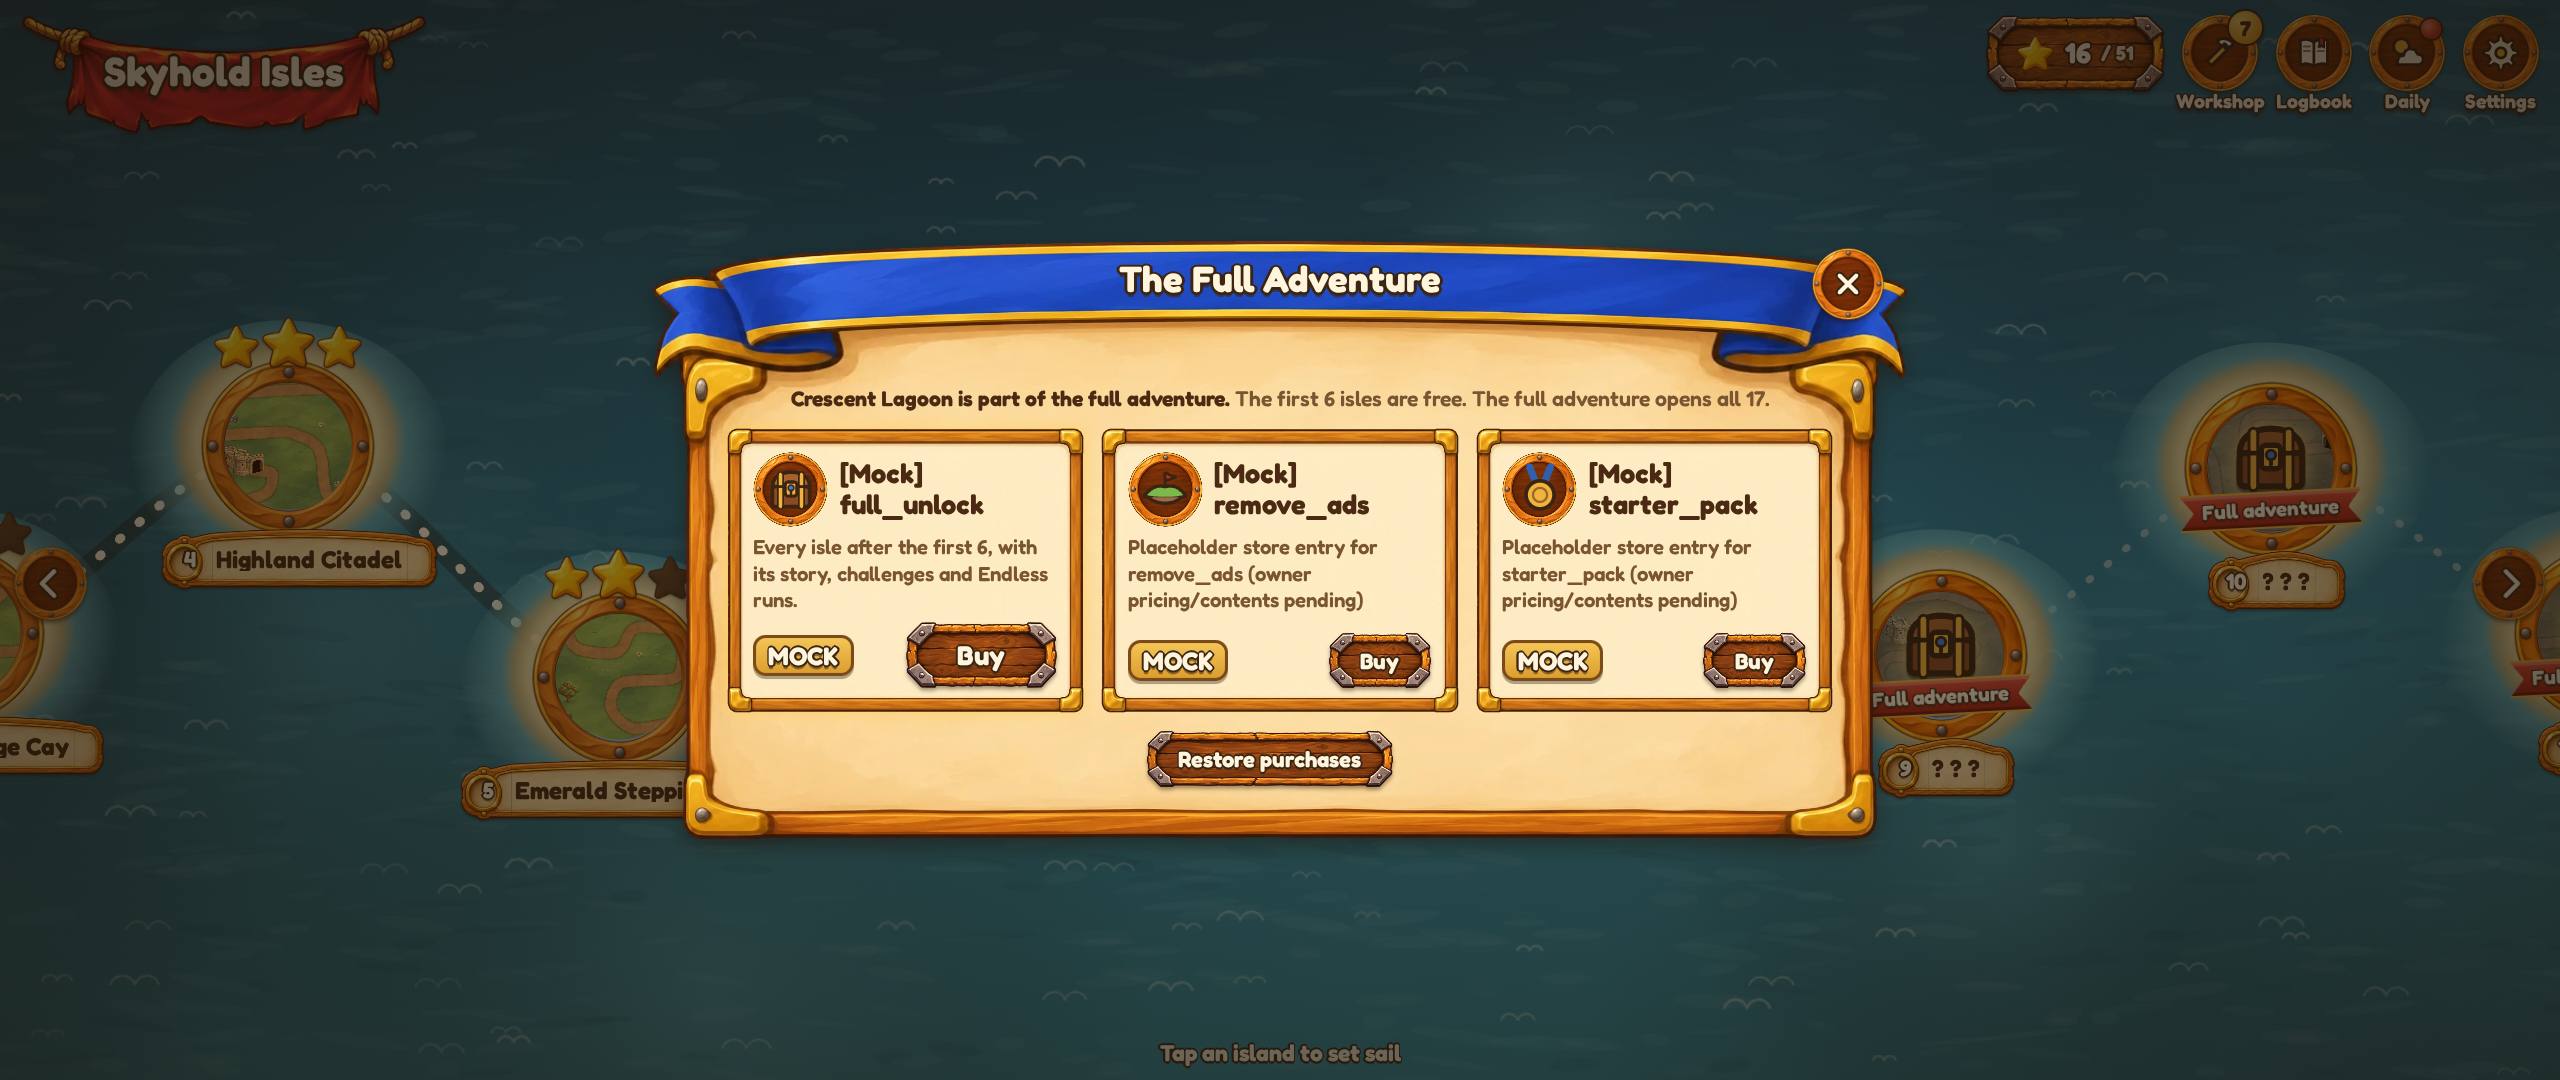 Skyhold Isles
16 / 51
7
Workshop
Logbook
Daily
Settings
The Full Adventure
Crescent Lagoon is part of the full adventure. The first 6 isles are free. The full adventure opens all 17.
[Mock]
full_unlock
Every isle after the first 6, with
its story, challenges and Endless
runs.
MOCK
Buy
[Mock]
remove_ads
Placeholder store entry for
remove_ads (owner
pricing/contents pending)
MOCK
Buy
[Mock]
starter_pack
Placeholder store entry for
starter_pack (owner
pricing/contents pending)
MOCK
Buy
Restore purchases
4
Highland Citadel
5
Emerald Steppi
ge Cay
Full adventure
9
???
Full adventure
10
???
Ful
Tap an island to set sail